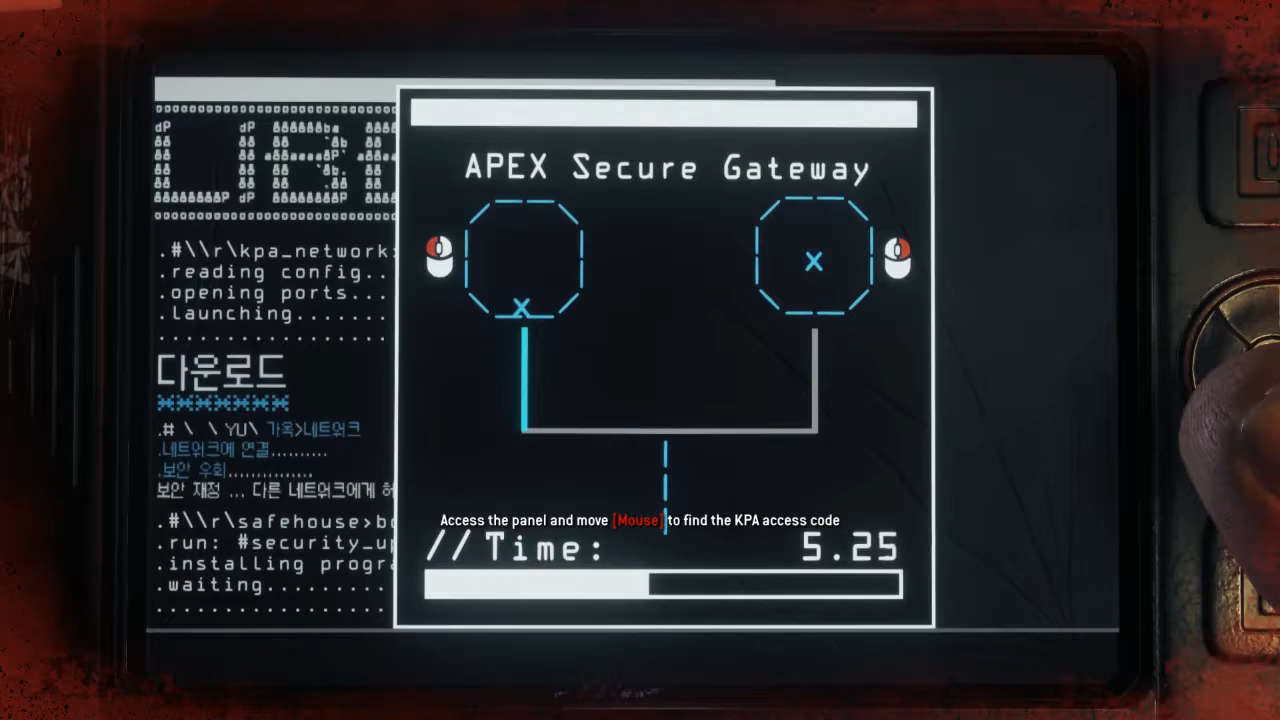 .#\\r\kpa_network
.reading config..
.opening ports...
.launching.......
.................
다운로드
.# \ \ YU\ 가옥>네트워크
.네트워크에 연결..........
.보안 우회...............
보안 재정 ... 다른 네트워크에게 허
.#\\r\safehouse>bo
.run: #security_up
.installing progra
.waiting........
.................
APEX Secure Gateway
X
X
Access the panel and move [Mouse] to find the KPA access code
//Time: 5.25